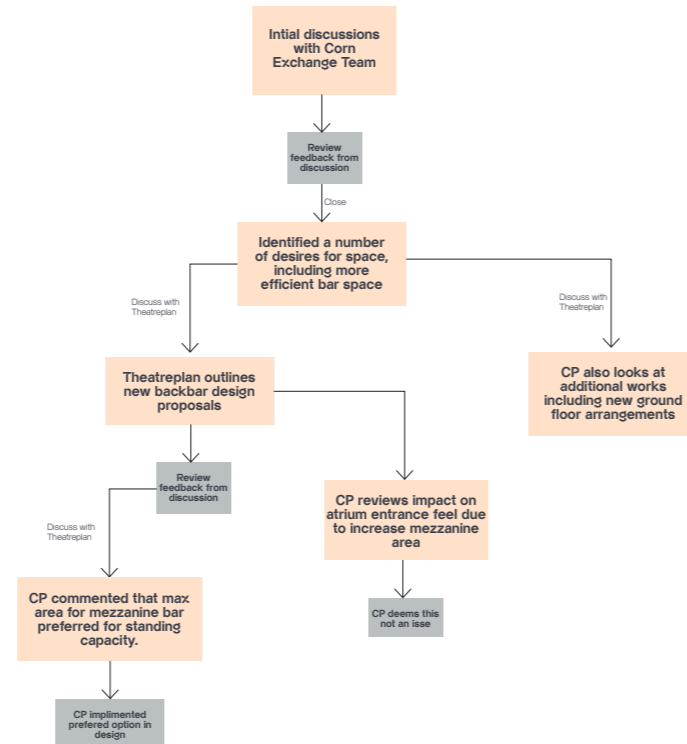 Intial discussions
with Corn
Exchange Team
Review
feedback from
discussion
Close
Identified a number
of desires for space,
including more
efficient bar space
Discuss with
Theatreplan
Discuss with
Theatreplan
Theatreplan outlines
new backbar design
proposals
CP also looks at
additional works
including new ground
floor arrangements
Review
feedback from
discussion
CP reviews impact on
atrium entrance feel due
to increase mezzanine
area
Discuss with
Theatreplan
CP commented that max
area for mezzanine bar
preferred for standing
capacity.
CP deems this
not an isse
CP implimented
prefered option in
design